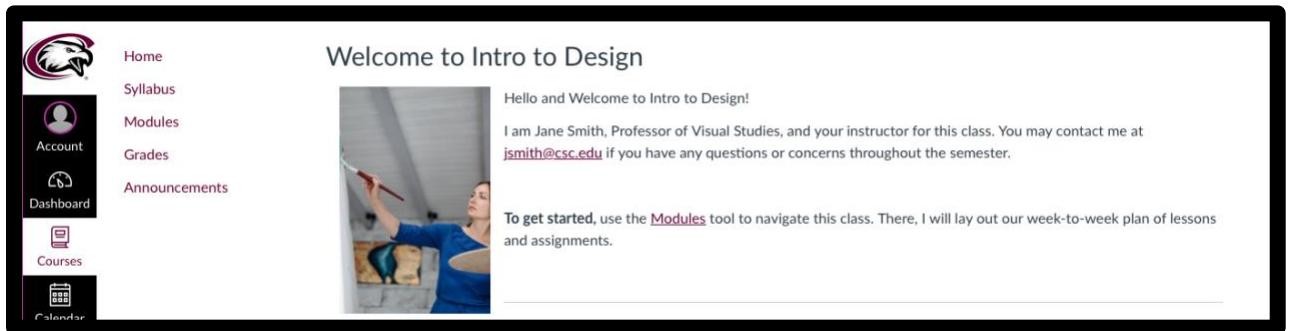 Account
Dashboard
Courses
Calendar
Home
Syllabus
Modules
Grades
Announcements
Welcome to Intro to Design
Hello and Welcome to Intro to Design!
I am Jane Smith, Professor of Visual Studies, and your instructor for this class. You may contact me at
jsmith@csc.edu if you have any questions or concerns throughout the semester.
To get started, use the Modules tool to navigate this class. There, I will lay out our week-to-week plan of lessons
and assignments.